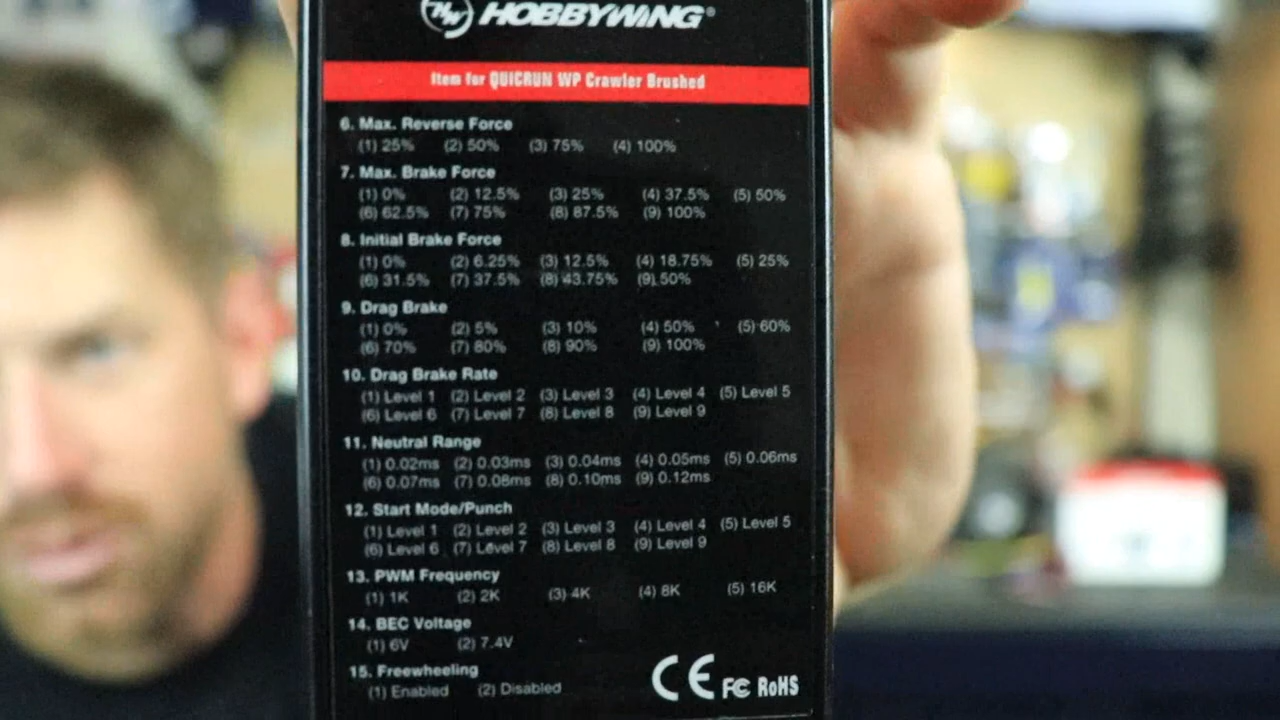 HW HOBBYWING®
Item for QUICRUN WP Crawler Brushed
6. Max. Reverse Force
(1) 25% (2) 50% (3) 75% (4) 100%
7. Max. Brake Force
(1) 0% (2) 12.5% (3) 25% (4) 37.5% (5) 50%
(6) 62.5% (7) 75% (8) 87.5% (9) 100%
8. Initial Brake Force
(1) 0% (2) 6.25% (3) 12.5% (4) 18.75% (5) 25%
(6) 31.5% (7) 37.5% (8) 43.75% (9) 50%
9. Drag Brake
(1) 0% (2) 5% (3) 10% (4) 50% (5) 60%
(6) 70% (7) 80% (8) 90% (9) 100%
10. Drag Brake Rate
(1) Level 1 (2) Level 2 (3) Level 3 (4) Level 4 (5) Level 5
(6) Level 6 (7) Level 7 (8) Level 8 (9) Level 9
11. Neutral Range
(1) 0.02ms (2) 0.03ms (3) 0.04ms (4) 0.05ms (5) 0.06ms
(6) 0.07ms (7) 0.08ms (8) 0.10ms (9) 0.12ms
12. Start Mode/Punch
(1) Level 1 (2) Level 2 (3) Level 3 (4) Level 4 (5) Level 5
(6) Level 6 (7) Level 7 (8) Level 8 (9) Level 9
13. PWM Frequency
(1) 1K (2) 2K (3) 4K (4) 8K (5) 16K
14. BEC Voltage
(1) 6V (2) 7.4V
15. Freewheeling
(1) Enabled (2) Disabled
CE FC RoHS